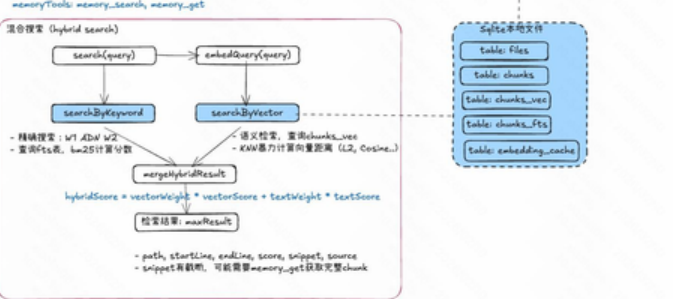 memoryTools: memory_search, memory_get
混合搜索 (hybrid search)
search(query)
embedQuery(query)
searchByKeyword
searchByVector
- 精确搜索: W1 ADN W2
- 查询fts表, bm25计算分数
- 语义检索, 查询chunks_vec
- KNN暴力计算向量距离 (L2, Cosine..)
mergeHybridResult
hybridScore = vectorWeight * vectorScore + textWeight * textScore
检索结果: maxResult
- path, startLine, endLine, score, snippet, source
- snippet有截断, 可能需要memory_get获取完整chunk
Sqlite本地文件
table: files
table: chunks
table: chunks_vec
table: chunks_fts
table: embedding_cache